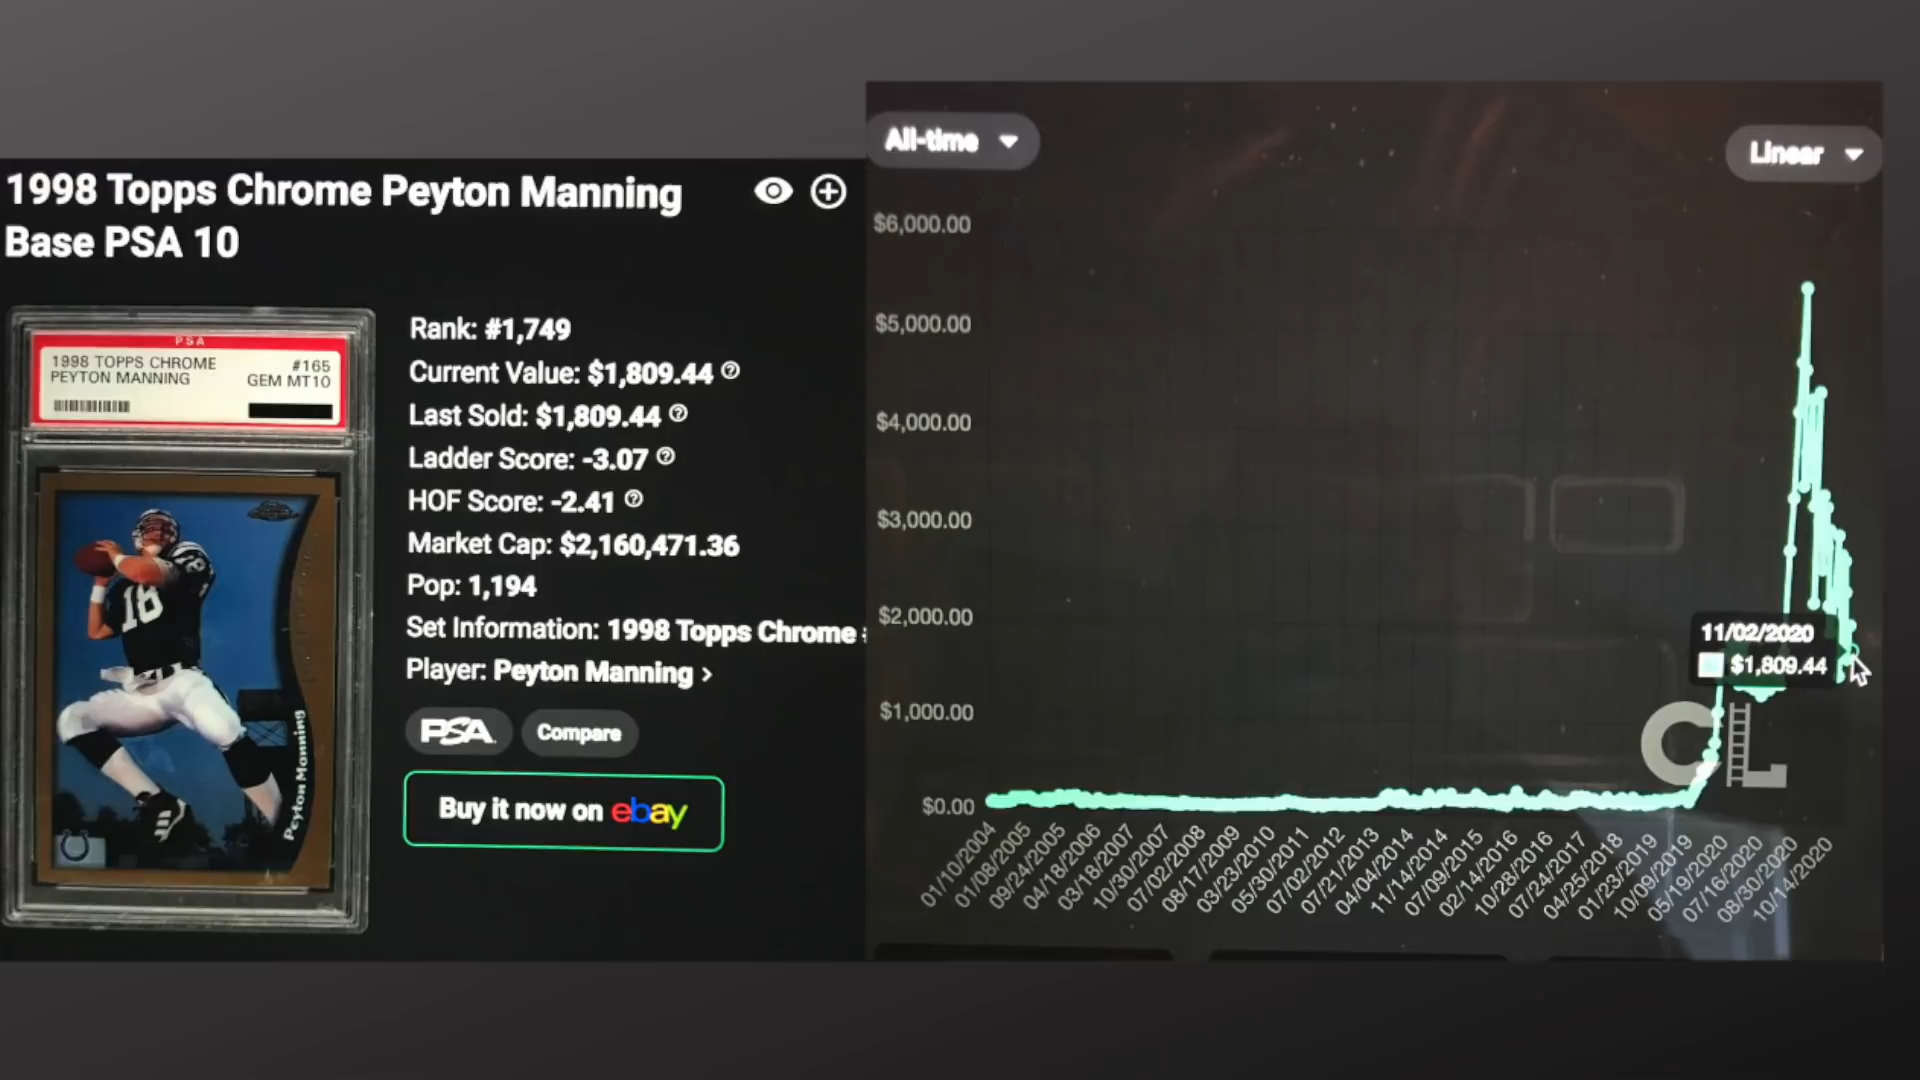 1998 Topps Chrome Peyton Manning
Base PSA 10
PSA
1998 TOPPS CHROME #165
PEYTON MANNING GEM MT10
18
18
Peyton Manning
Rank: #1,749
Current Value: $1,809.44
Last Sold: $1,809.44
Ladder Score: -3.07
HOF Score: -2.41
Market Cap: $2,160,471.36
Pop: 1,194
Set Information: 1998 Topps Chrome
Player: Peyton Manning >
PSA
Compare
Buy it now on ebay
All-time
Linear
$6,000.00
$5,000.00
$4,000.00
$3,000.00
$2,000.00
$1,000.00
$0.00
11/02/2020
$1,809.44
CL
01/10/2004
01/08/2005
09/24/2005
04/18/2006
03/18/2007
10/30/2007
07/02/2008
08/17/2009
03/23/2010
05/30/2011
07/02/2012
07/21/2013
04/04/2014
11/14/2014
07/09/2015
02/14/2016
10/28/2016
07/24/2017
04/25/2018
01/23/2019
10/09/2019
05/19/2020
07/16/2020
08/30/2020
10/14/2020